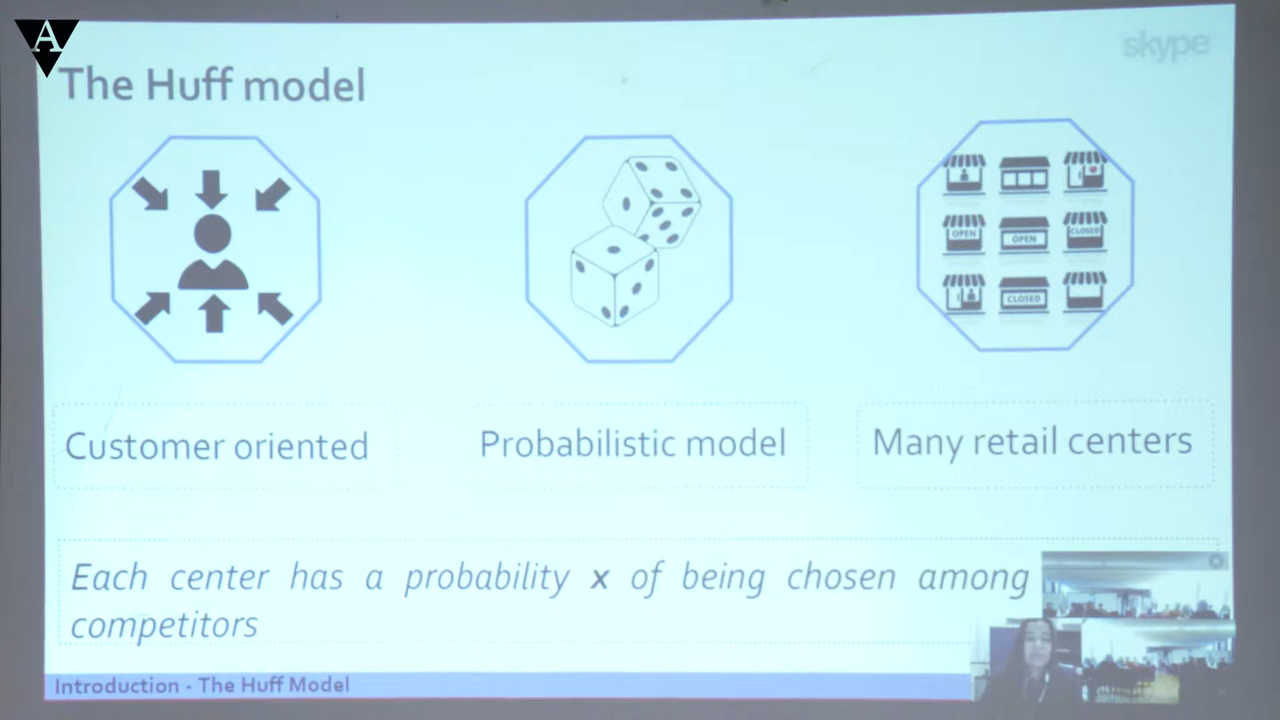 A
skype
The Huff model
OPEN
OPEN
CLOSED
CLOSED
Customer oriented
Probabilistic model
Many retail centers
Each center has a probability x of being chosen among
competitors
Introduction - The Huff Model